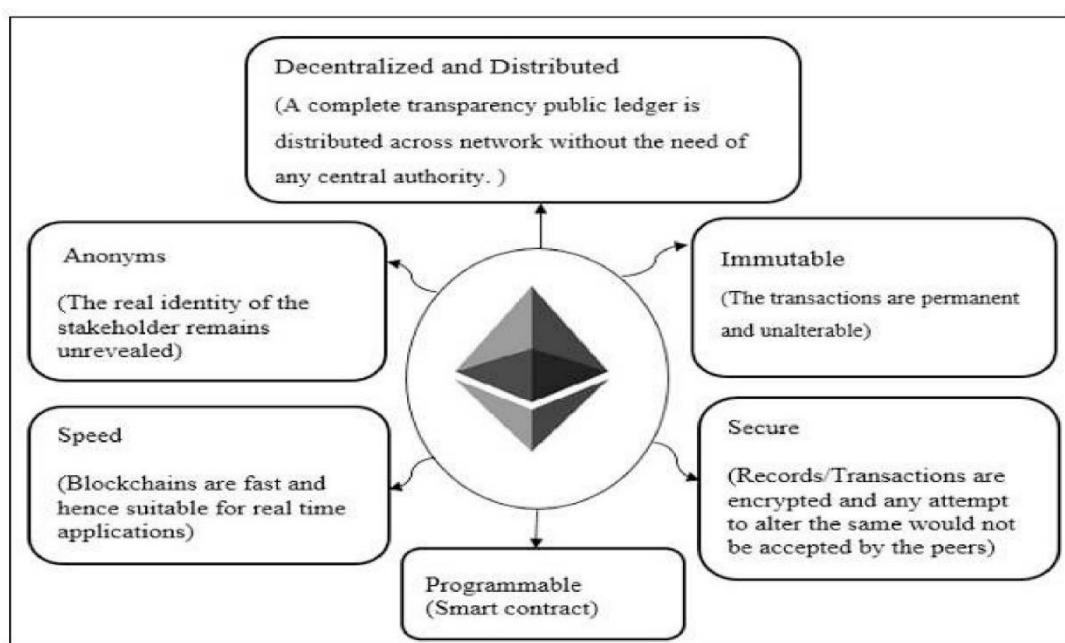 Decentralized and Distributed
(A complete transparency public ledger is
distributed across network without the need of
any central authority. )
Anonyms
(The real identity of the
stakeholder remains
unrevealed)
Immutable
(The transactions are permanent
and unalterable)
Speed
(Blockchains are fast and
hence suitable for real time
applications)
Secure
(Records/Transactions are
encrypted and any attempt
to alter the same would not
be accepted by the peers)
Programmable
(Smart contract)